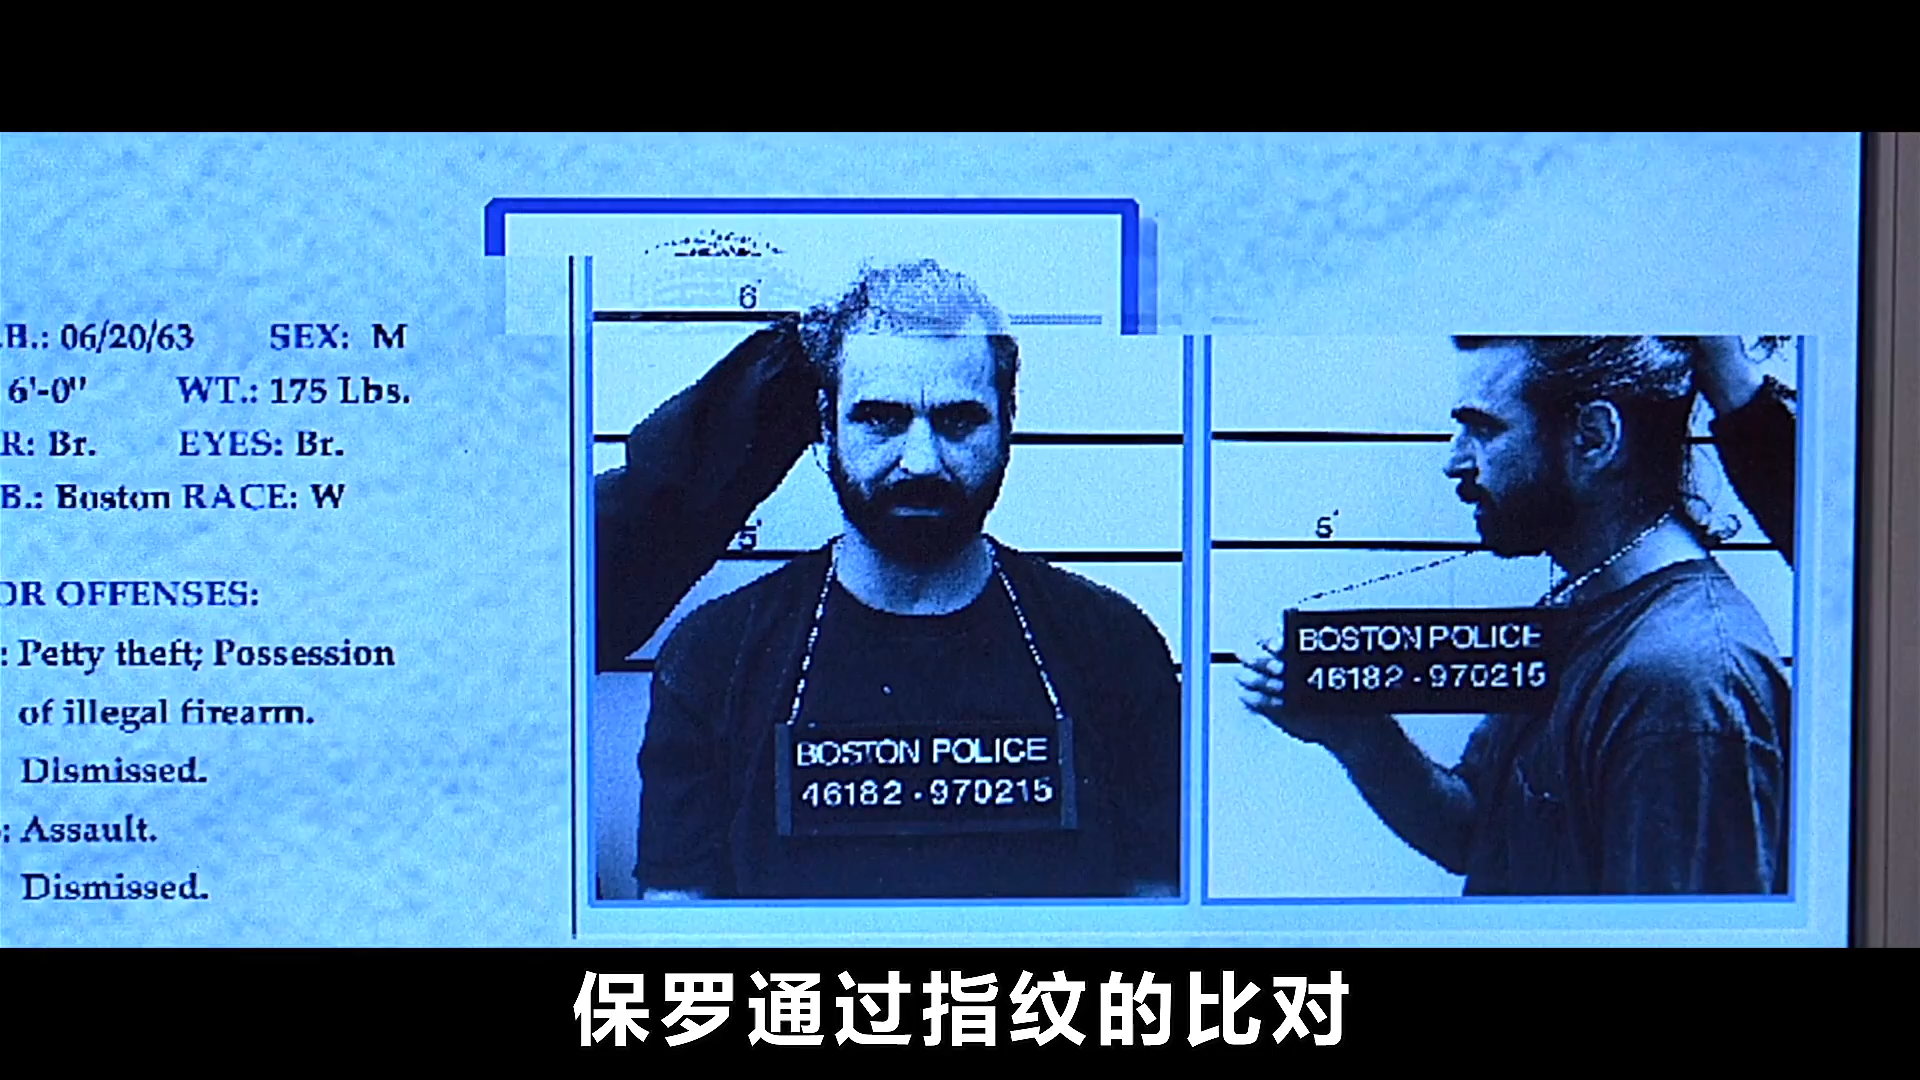 .B.: 06/20/63 SEX: M
6'-0" WT.: 175 Lbs.
R: Br. EYES: Br.
B.: Boston RACE: W
OR OFFENSES:
: Petty theft; Possession
of illegal firearm.
Dismissed.
: Assault.
Dismissed.
6'
5'
BOSTON POLICE
46182 - 970215
5'
BOSTON POLICE
46182 - 970215
保罗通过指纹的比对